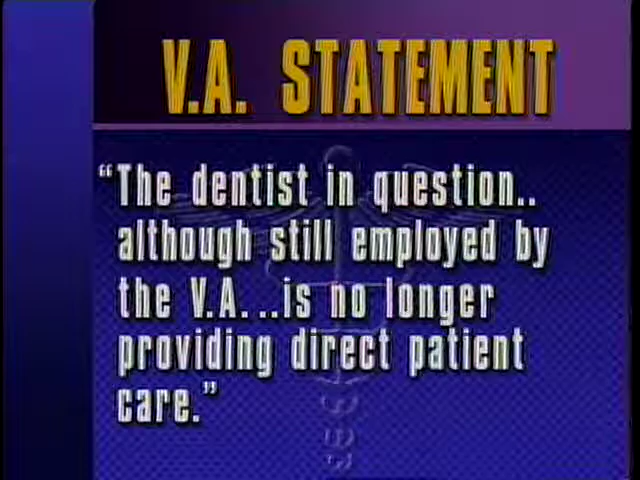 V.A. STATEMENT
“The dentist in question..
although still employed by
the V.A...is no longer
providing direct patient
care.”